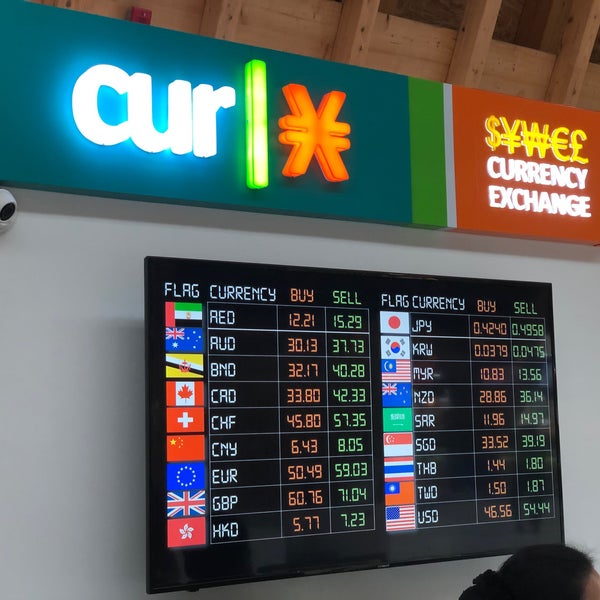 cur|x
$¥₩€£
CURRENCY
EXCHANGE
FLAG CURRENCY BUY SELL
AED 12.21 15.29
AUD 30.13 37.73
BND 32.17 40.28
CAD 33.80 42.33
CHF 45.80 57.35
CNY 6.43 8.05
EUR 50.49 59.03
GBP 60.76 71.04
HKD 5.77 7.23
FLAG CURRENCY BUY SELL
JPY 0.4240 0.4958
KRW 0.0379 0.0475
MYR 10.83 13.56
NZD 28.86 36.14
SAR 11.96 14.97
SGD 33.52 39.19
THB 1.44 1.80
TWD 1.50 1.87
USD 46.56 54.44